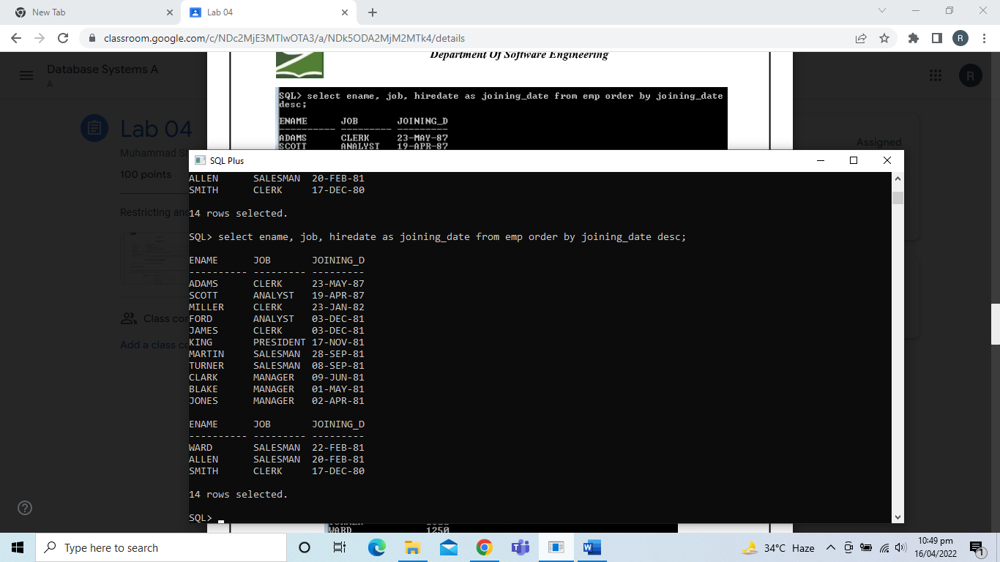 New Tab
Lab 04
classroom.google.com/c/NDc2MjE3MTIwOTA3/a/NDk5ODA2MjM2MTk4/details
R
Department Of Software Engineering
Database Systems A
A
R
SQL> select ename, job, hiredate as joining_date from emp order by joining_date
desc;
ENAME JOB JOINING_D
---------- --------- ---------
ADAMS CLERK 23-MAY-87
SCOTT ANALYST 19-APR-87
Lab 04
Assigned
Muhammad
100 points
Restricting
Class
Add a class
SQL Plus
ALLEN SALESMAN 20-FEB-81
SMITH CLERK 17-DEC-80
14 rows selected.
SQL> select ename, job, hiredate as joining_date from emp order by joining_date desc;
ENAME JOB JOINING_D
---------- --------- ---------
ADAMS CLERK 23-MAY-87
SCOTT ANALYST 19-APR-87
MILLER CLERK 23-JAN-82
FORD ANALYST 03-DEC-81
JAMES CLERK 03-DEC-81
KING PRESIDENT 17-NOV-81
MARTIN SALESMAN 28-SEP-81
TURNER SALESMAN 08-SEP-81
CLARK MANAGER 09-JUN-81
BLAKE MANAGER 01-MAY-81
JONES MANAGER 02-APR-81
ENAME JOB JOINING_D
---------- --------- ---------
WARD SALESMAN 22-FEB-81
ALLEN SALESMAN 20-FEB-81
SMITH CLERK 17-DEC-80
14 rows selected.
SQL>
WARD 1250
Type here to search
34°C Haze
10:49 pm
16/04/2022
1